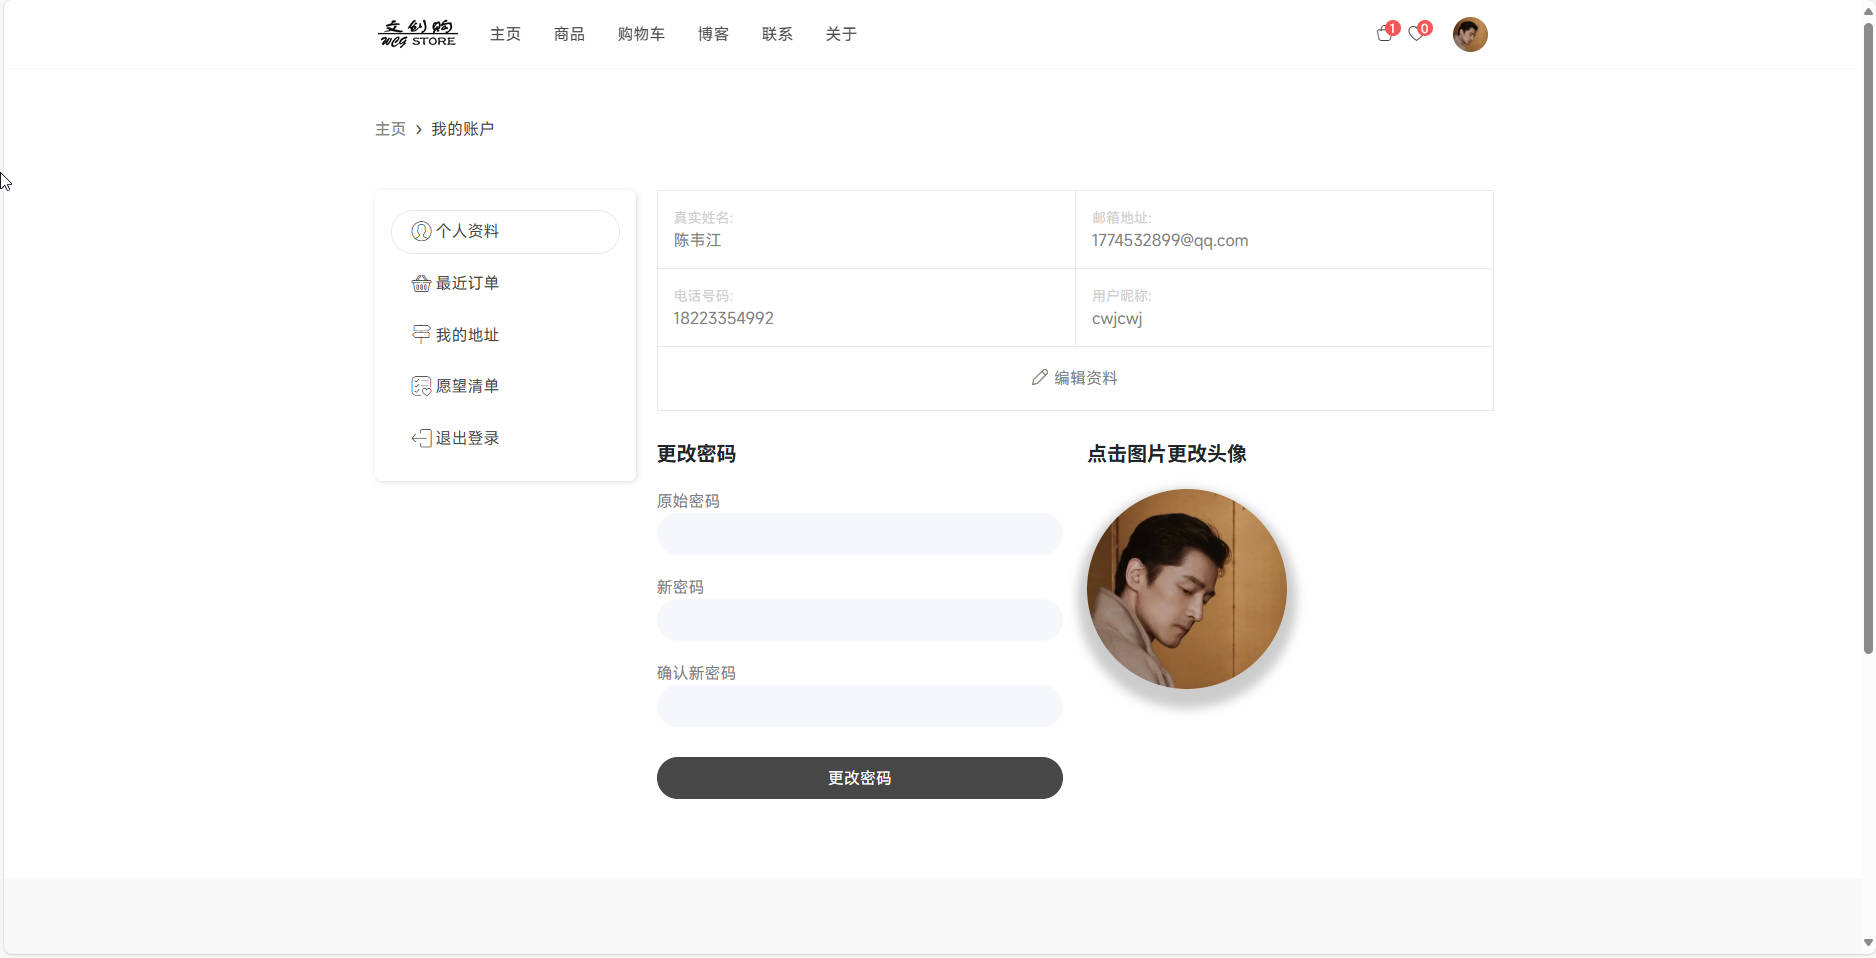 文创购
WCG STORE
主页 商品 购物车 博客 联系 关于
1 0
主页 > 我的账户
个人资料
最近订单
我的地址
愿望清单
退出登录
真实姓名:
陈韦江
邮箱地址:
1774532899@qq.com
电话号码:
18223354992
用户昵称:
cwjcwj
编辑资料
更改密码
原始密码
新密码
确认新密码
更改密码
点击图片更改头像